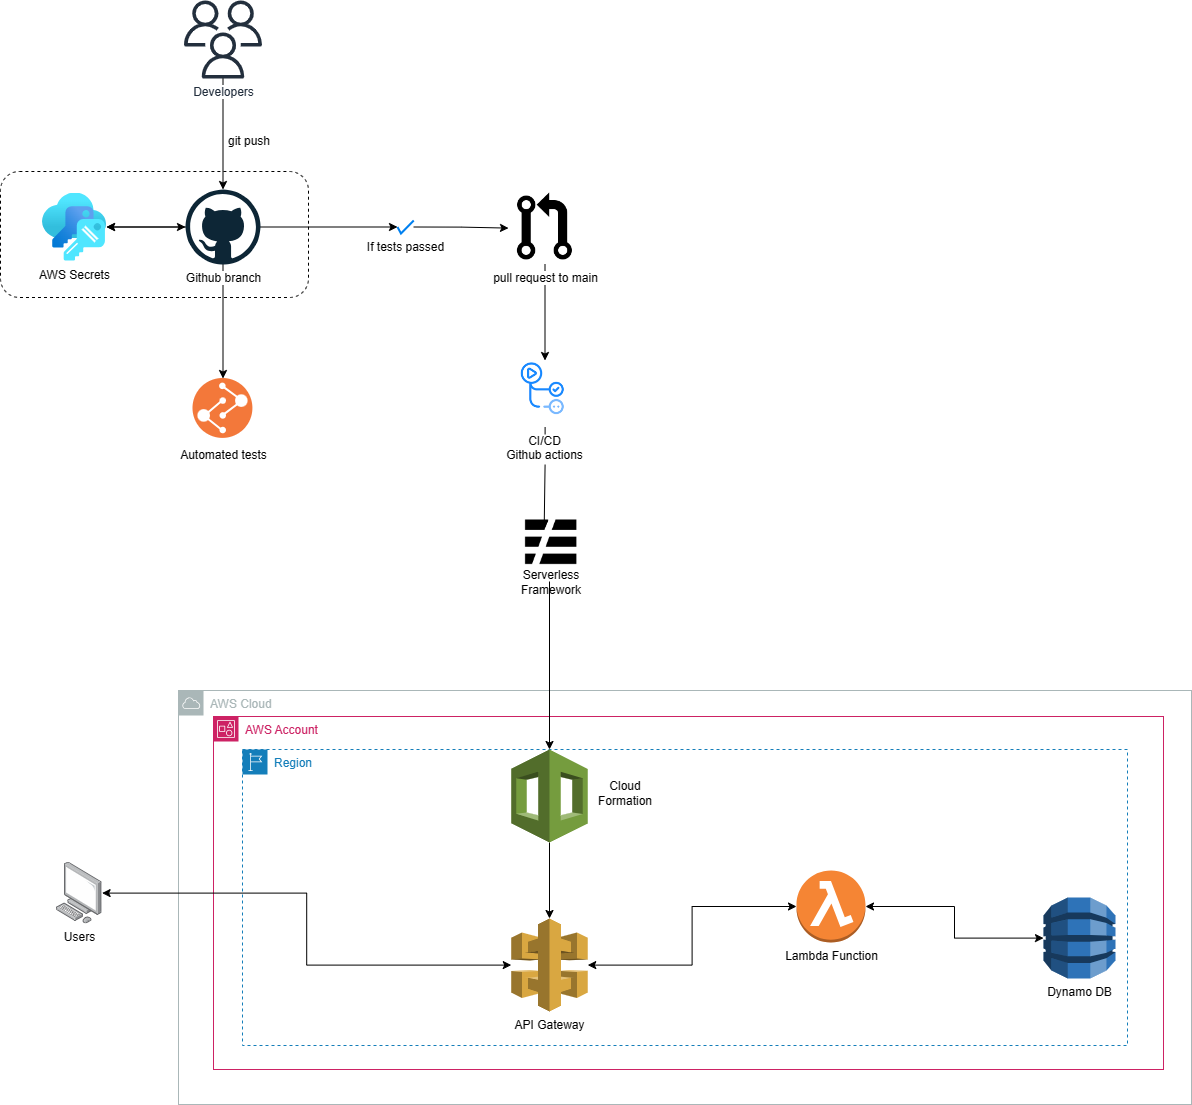 Developers
git push
AWS Secrets
Github branch
If tests passed
pull request to main
Automated tests
CI/CD
Github actions
Serverless
Framework
AWS Cloud
AWS Account
Region
Cloud
Formation
Users
API Gateway
Lambda Function
Dynamo DB